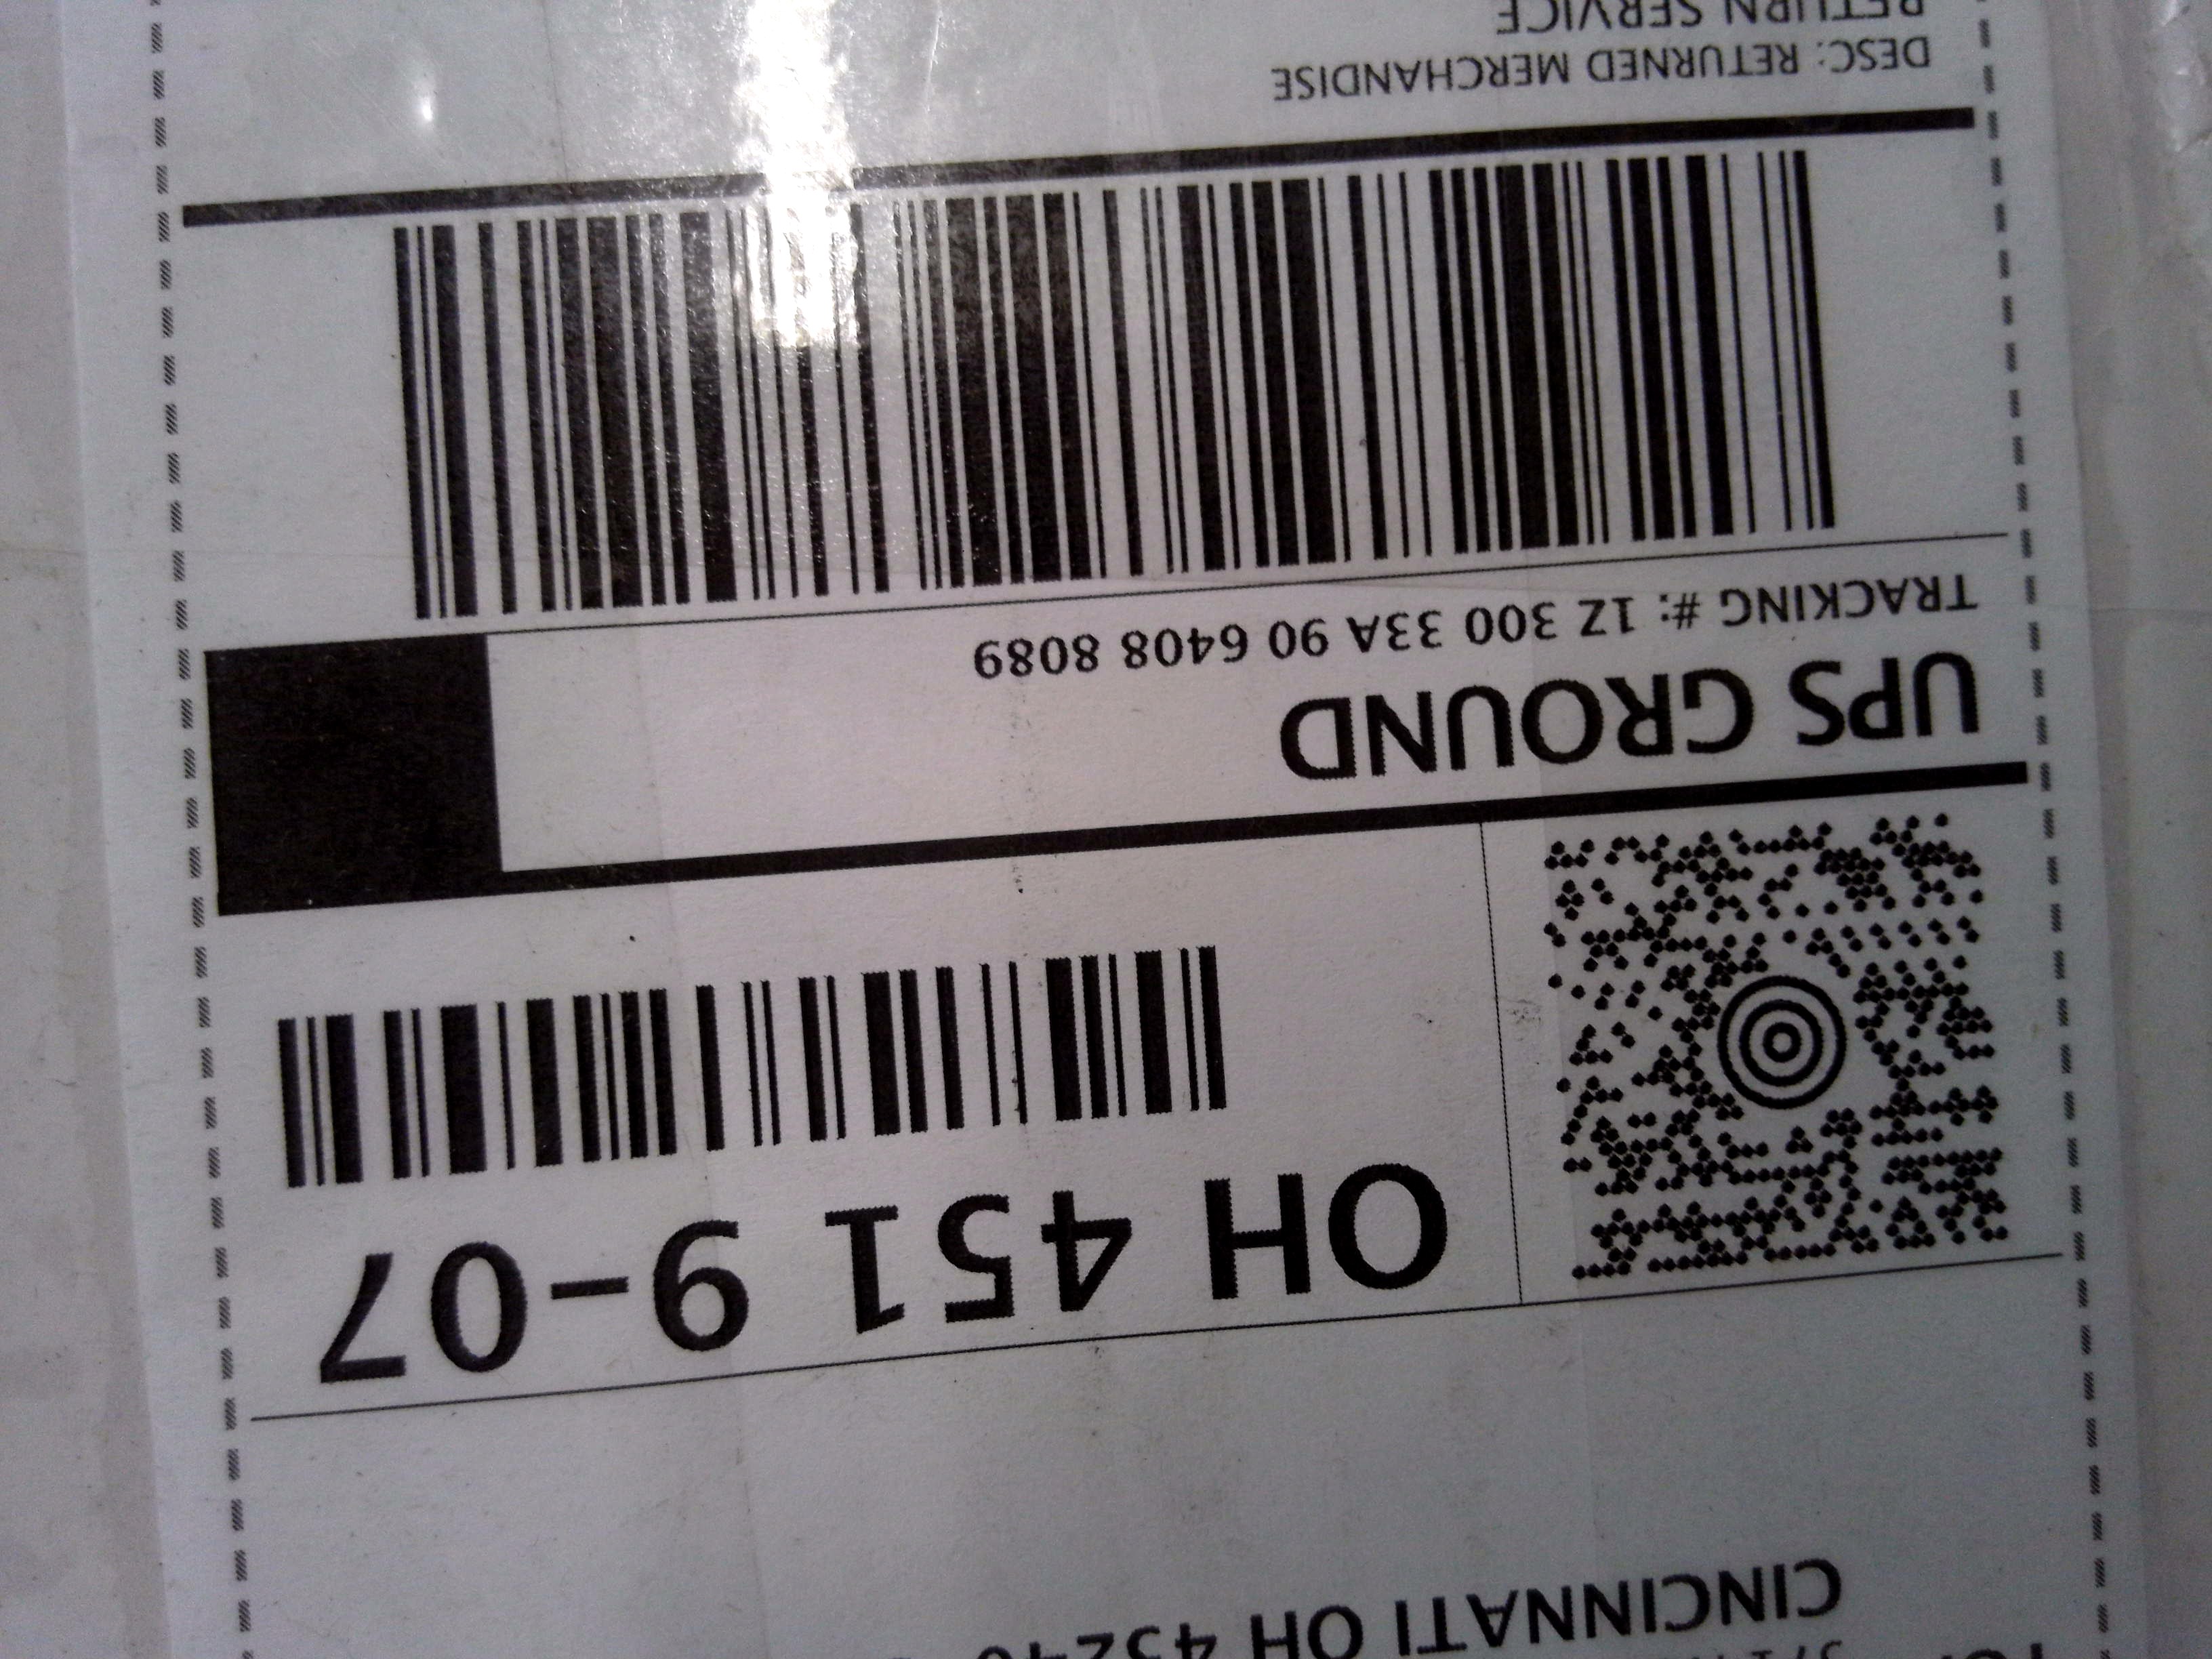 CINCINNATI OH
OH 451 9-07
UPS GROUND
TRACKING #: 1Z 300 33A 90 6408 8089
DESC: RETURNED MERCHANDISE
RETURN SERVICE